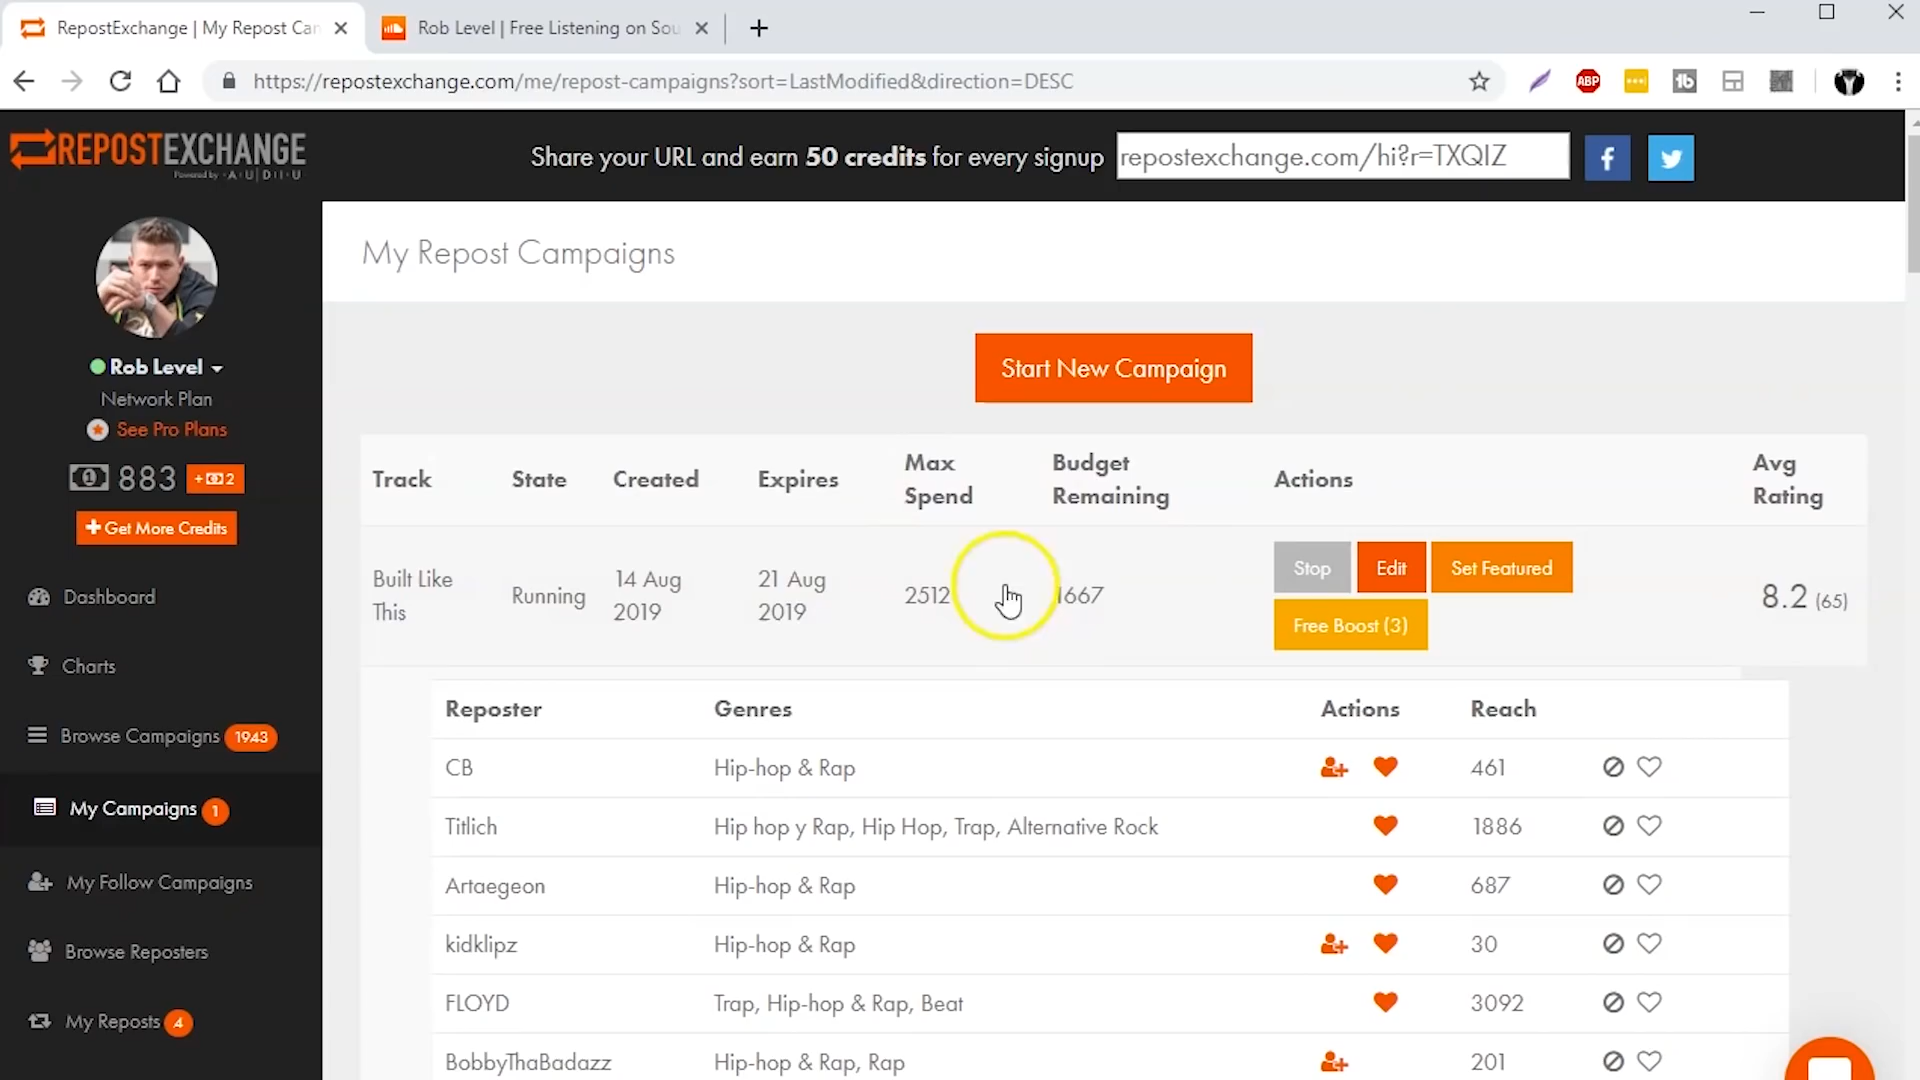 RepostExchange | My Repost Car
Rob Level | Free Listening on Sou
https://repostexchange.com/me/repost-campaigns?sort=LastModified&direction=DESC
ABP
REPOSTEXCHANGE
Powered by AUDIU
Share your URL and earn 50 credits for every signup
repostexchange.com/hi?r=TXQIZ
Rob Level
Network Plan
See Pro Plans
883
+ 2
+ Get More Credits
Dashboard
Charts
Browse Campaigns 1943
My Campaigns 1
My Follow Campaigns
Browse Reporters
My Reposts 4
My Repost Campaigns
Start New Campaign
Track State Created Expires Max Spend Budget Remaining Actions Avg Rating
Built Like This Running 14 Aug 2019 21 Aug 2019 2512 1667 Stop Edit Set Featured 8.2 (65)
Free Boost (3)
Reposter Genres Actions Reach
CB Hip-hop & Rap 461
Titlich Hip hop y Rap, Hip Hop, Trap, Alternative Rock 1886
Artaegeon Hip-hop & Rap 687
kidklipz Hip-hop & Rap 30
FLOYD Trap, Hip-hop & Rap, Beat 3092
BobbyThaBadazz Hip-hop & Rap, Rap 201